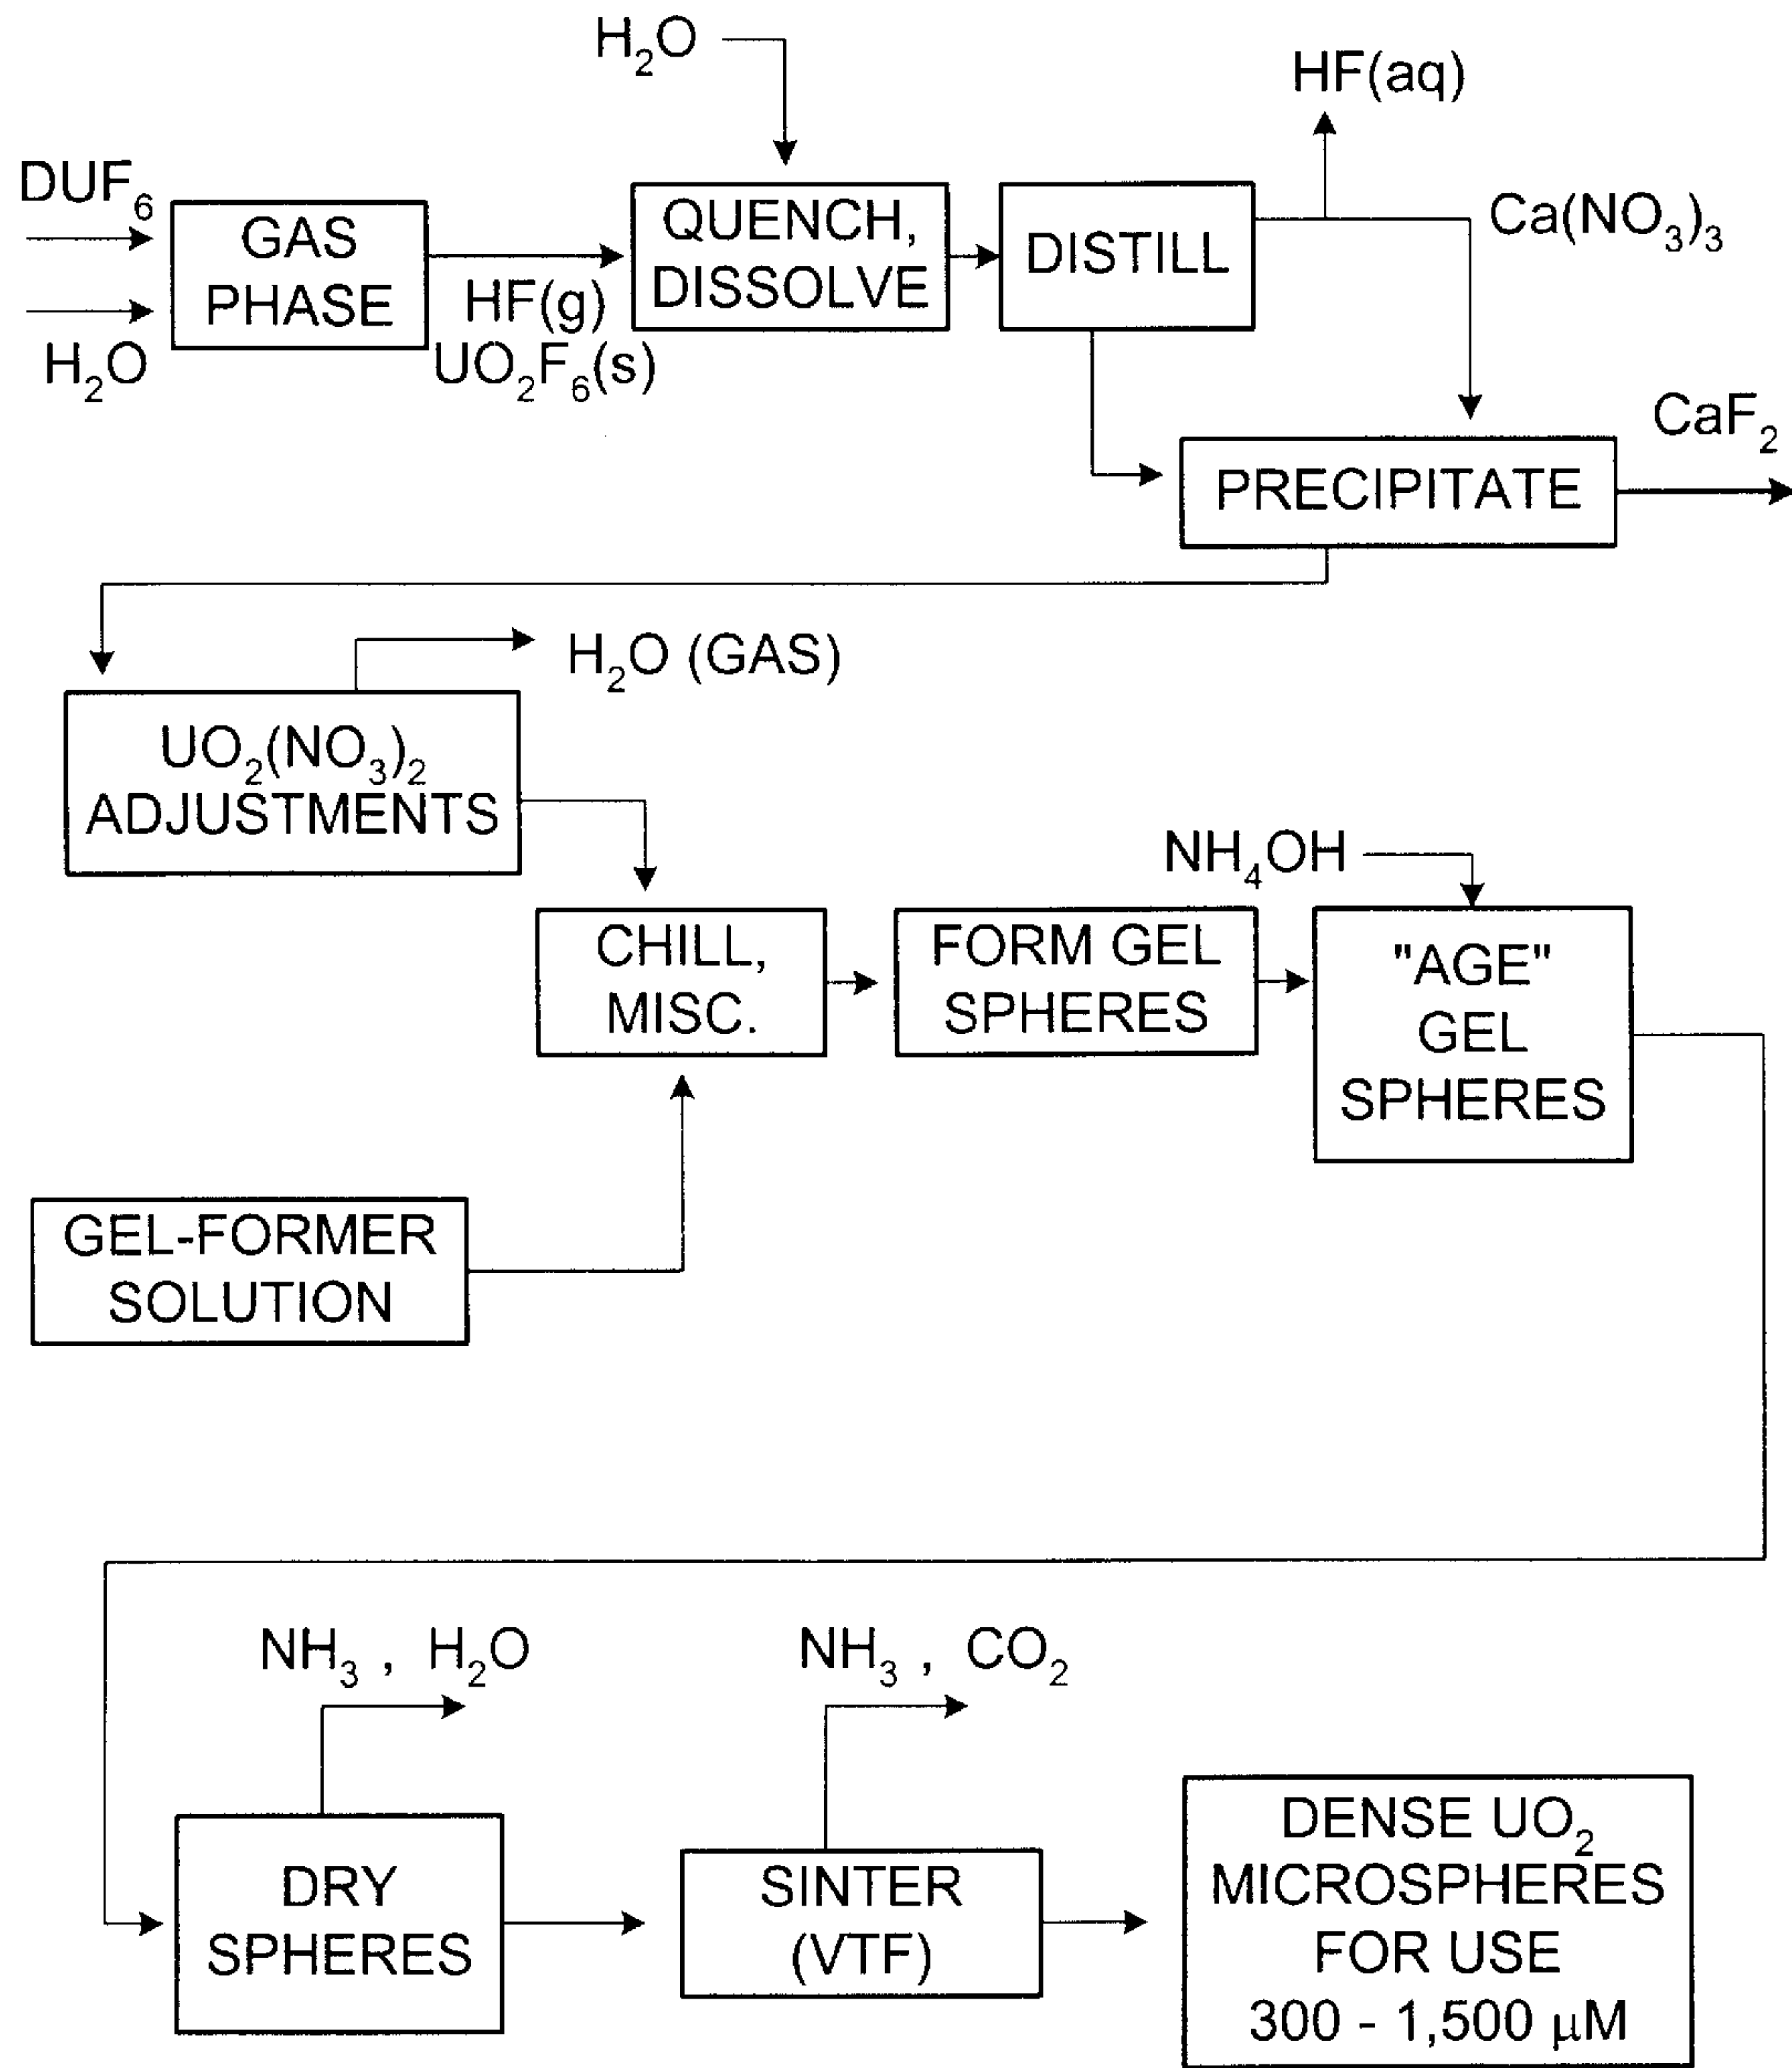 H₂O
HF(aq)
DUF₆
GAS
PHASE
H₂O
HF(g)
UO₂F₆(s)
QUENCH,
DISSOLVE
DISTILL
Ca(NO₃)₃
CaF₂
PRECIPITATE
H₂O (GAS)
UO₂(NO₃)₂
ADJUSTMENTS
NH₄OH
CHILL,
MISC.
FORM GEL
SPHERES
"AGE"
GEL
SPHERES
GEL-FORMER
SOLUTION
NH₃ , H₂O
NH₃ , CO₂
DRY
SPHERES
SINTER
(VTF)
DENSE UO₂
MICROSPHERES
FOR USE
300 - 1,500 μM